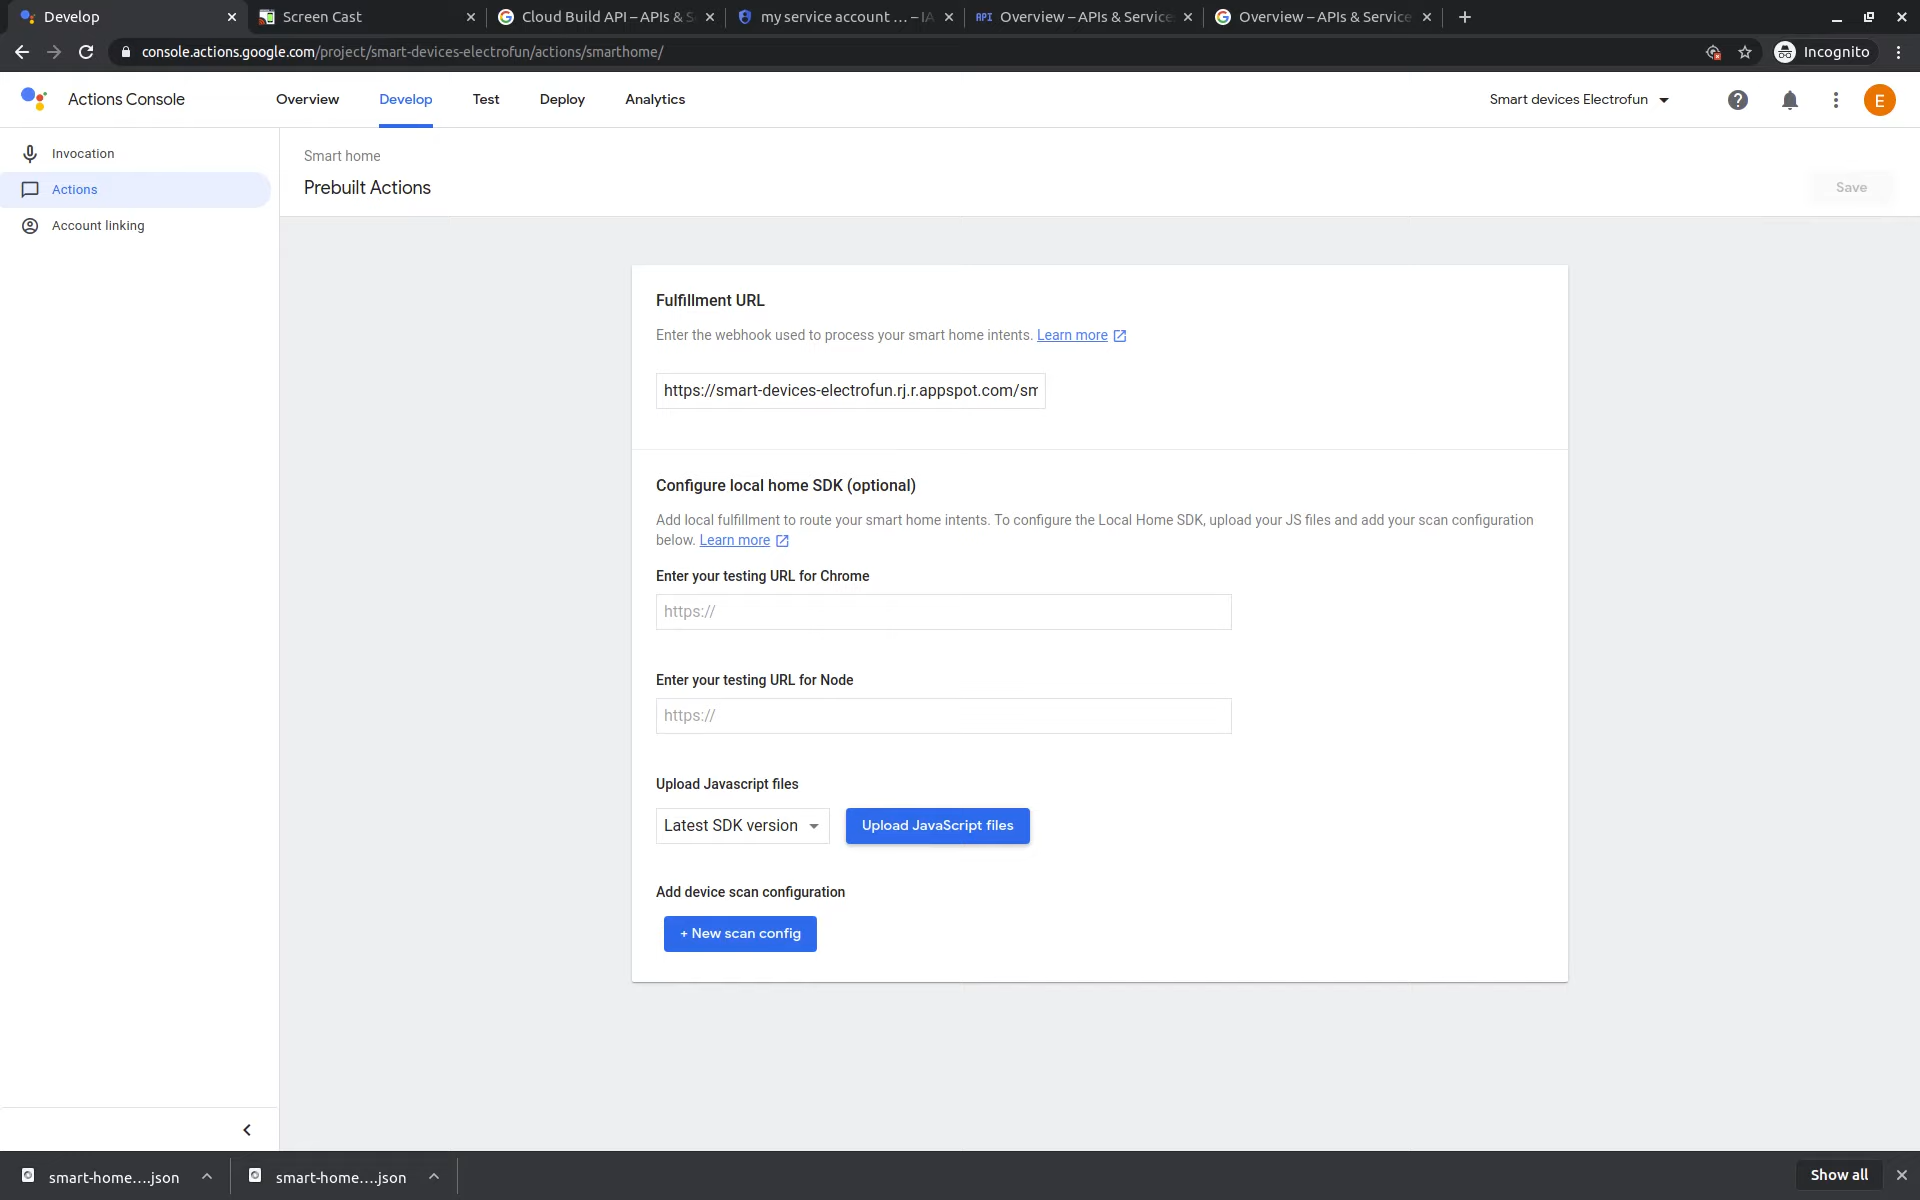 Develop
Screen Cast
Cloud Build API – APIs & S
my service account … – IA
API Overview – APIs & Service
Overview – APIs & Service
console.actions.google.com/project/smart-devices-electrofun/actions/smarthome/
Incognito
Actions Console
Overview
Develop
Test
Deploy
Analytics
Smart devices Electrofun
E
Invocation
Actions
Account linking
Smart home
Prebuilt Actions
Save
Fulfillment URL
Enter the webhook used to process your smart home intents. Learn more
https://smart-devices-electrofun.rj.r.appspot.com/sm
Configure local home SDK (optional)
Add local fulfillment to route your smart home intents. To configure the Local Home SDK, upload your JS files and add your scan configuration
below. Learn more
Enter your testing URL for Chrome
https://
Enter your testing URL for Node
https://
Upload Javascript files
Latest SDK version
Upload JavaScript files
Add device scan configuration
+ New scan config
smart-home....json
smart-home....json
Show all